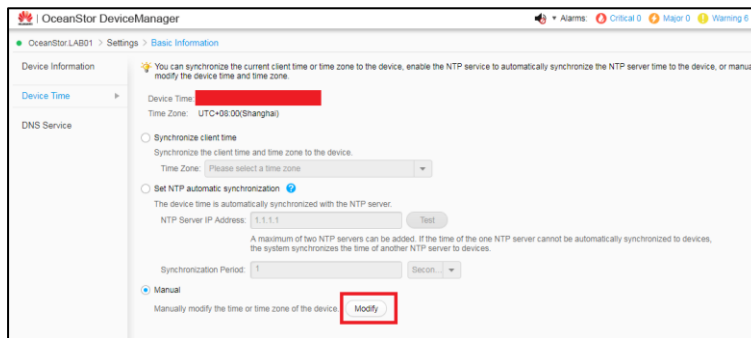 OceanStor DeviceManager
Alarms: Critical 0 Major 0 Warning 6
OceanStor.LAB01 > Settings > Basic Information
Device Information
Device Time
DNS Service
You can synchronize the current client time or time zone to the device, enable the NTP service to automatically synchronize the NTP server time to the device, or manua
modify the device time and time zone.
Device Time:
Time Zone: UTC+08:00(Shanghai)
Synchronize client time
Synchronize the client time and time zone to the device.
Time Zone: Please select a time zone
Set NTP automatic synchronization
The device time is automatically synchronized with the NTP server.
NTP Server IP Address: 1.1.1.1 Test
A maximum of two NTP servers can be added. If the time of the one NTP server cannot be automatically synchronized to devices,
the system synchronizes the time of another NTP server to devices.
Synchronization Period: 1 Secon...
Manual
Manually modify the time or time zone of the device. Modify